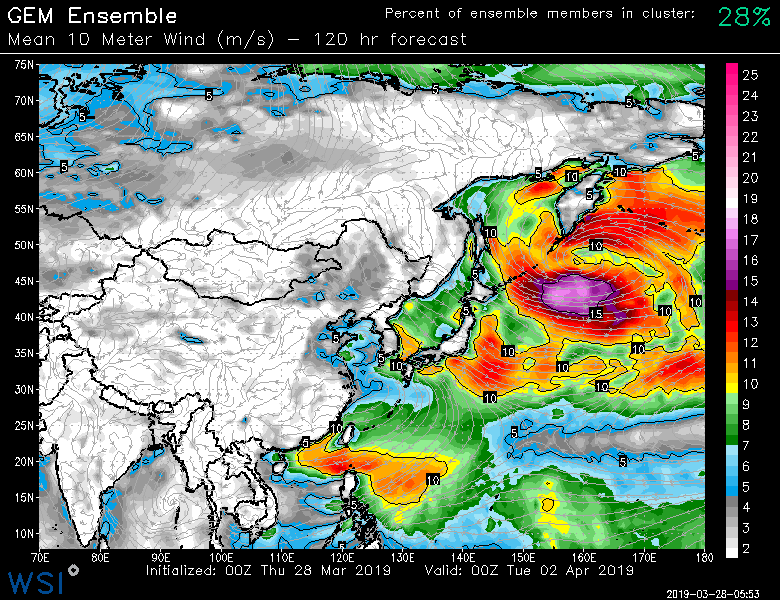 GEM Ensemble
Percent of ensemble members in cluster: 28%
Mean 10 Meter Wind (m/s) – 120 hr forecast
75N
70N
65N
60N
55N
50N
45N
40N
35N
30N
25N
20N
15N
10N
70E 80E 90E 100E 110E 120E 130E 140E 150E 160E 170E 180
25
24
23
22
21
20
19
18
17
16
15
14
13
12
11
10
9
8
7
6
5
4
3
2
5
5
5
5
5
5
5
10
10
5
10
10
5
15
10
10
5
5
10
5
10
10
10
10
10
5
5
10
5
10
5
5
10
WSI
Initialized: 00Z Thu 28 Mar 2019 Valid: 00Z Tue 02 Apr 2019
2019-03-28-05:53